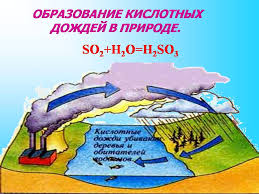 ОБРАЗОВАНИЕ КИСЛОТНЫХ
ДОЖДЕЙ В ПРИРОДЕ.
SO₂+H₂O=H₂SO₃
Кислотные
дожди убивают
деревья и
обитателей
водоемов